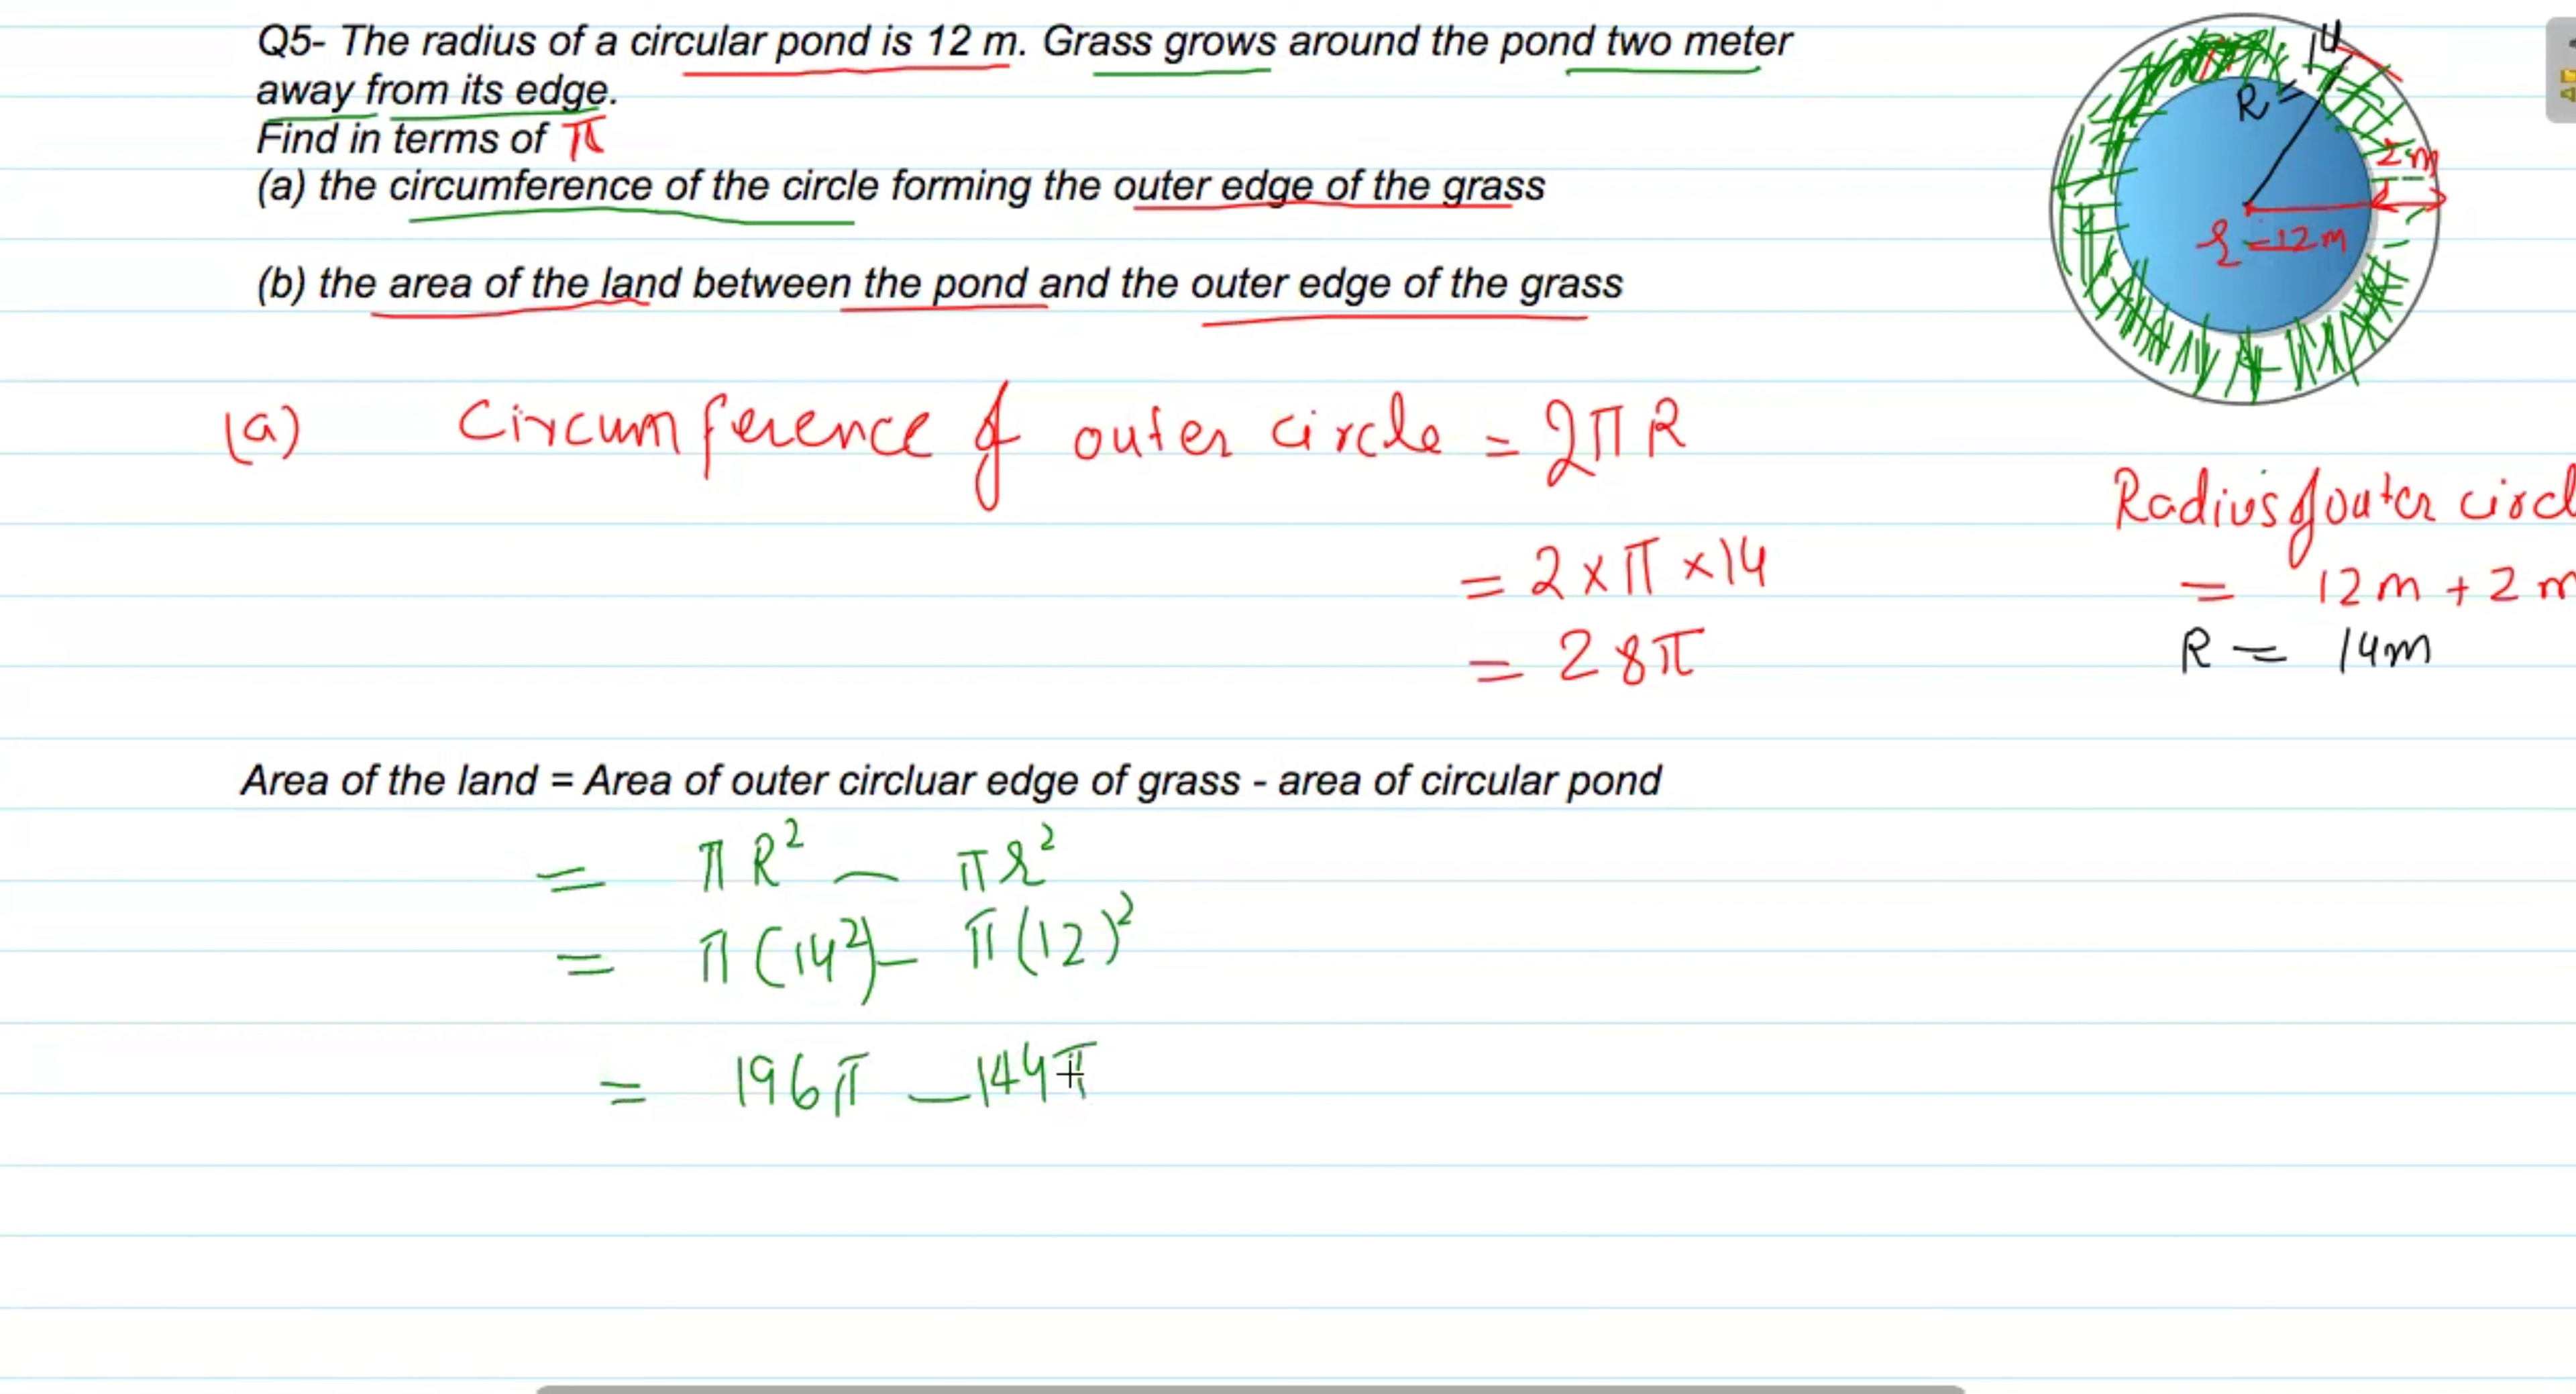 Q5- The radius of a circular pond is 12 m. Grass grows around the pond two meter
away from its edge.
Find in terms of π
(a) the circumference of the circle forming the outer edge of the grass
(b) the area of the land between the pond and the outer edge of the grass
R = 14
2m
r = 12m
(a) Circumference of outer circle = 2πR
= 2 × π × 14
= 28π
Radius of outer circl
= 12m + 2 m
R = 14m
Area of the land = Area of outer circluar edge of grass - area of circular pond
= πR² - πr²
= π(14²) - π(12)²
= 196π - 144π